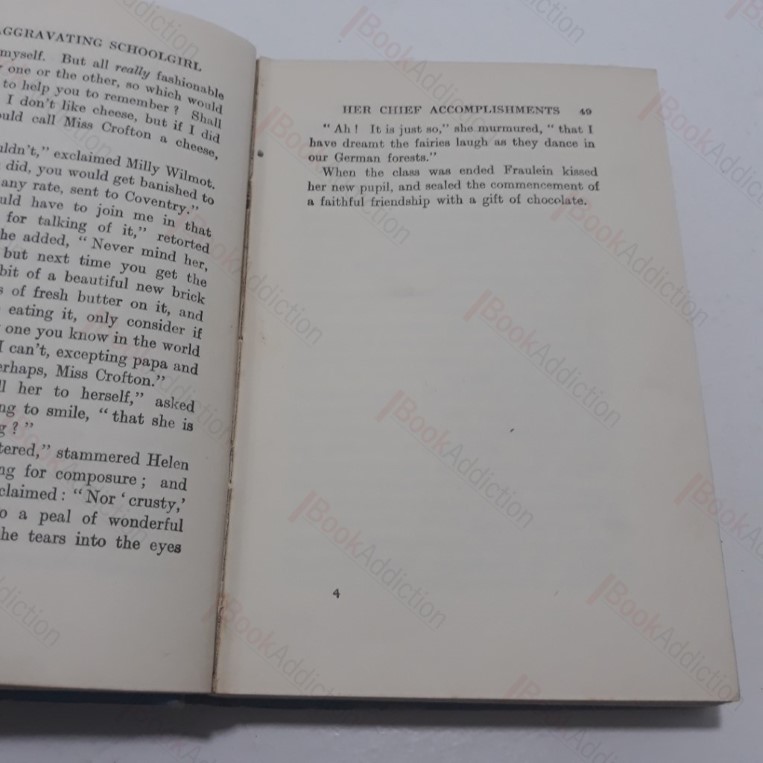 AGGRAVATING SCHOOLGIRL
myself. But all really fashionable
one or the other, so which would
to help you to remember? Shall
I don't like cheese, but if I did
uld call Miss Crofton a cheese,
uldn't," exclaimed Milly Wilmot.
did, you would get banished to
any rate, sent to Coventry."
uld have to join me in that
for talking of it," retorted
he added, "Never mind her,
but next time you get the
bit of a beautiful new brick
s of fresh butter on it, and
eating it, only consider if
one you know in the world
I can't, excepting papa and
erhaps, Miss Crofton."
ll her to herself," asked
ng to smile, "that she is
g?"
tered," stammered Helen
ng for composure; and
claimed: "Nor 'crusty,'
o a peal of wonderful
he tears into the eyes
HER CHIEF ACCOMPLISHMENTS 49
"Ah! It is just so," she murmured, "that I
have dreamt the fairies laugh as they dance in
our German forests."
When the class was ended Fraulein kissed
her new pupil, and sealed the commencement of
a faithful friendship with a gift of chocolate.
4
BookAddiction